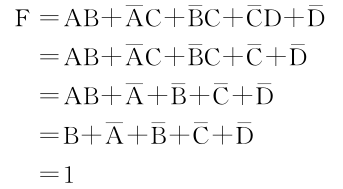 F = AB + A̅C + B̅C + C̅D + D̅
= AB + A̅C + B̅C + C̅ + D̅
= AB + A̅ + B̅ + C̅ + D̅
= B + A̅ + B̅ + C̅ + D̅
= 1